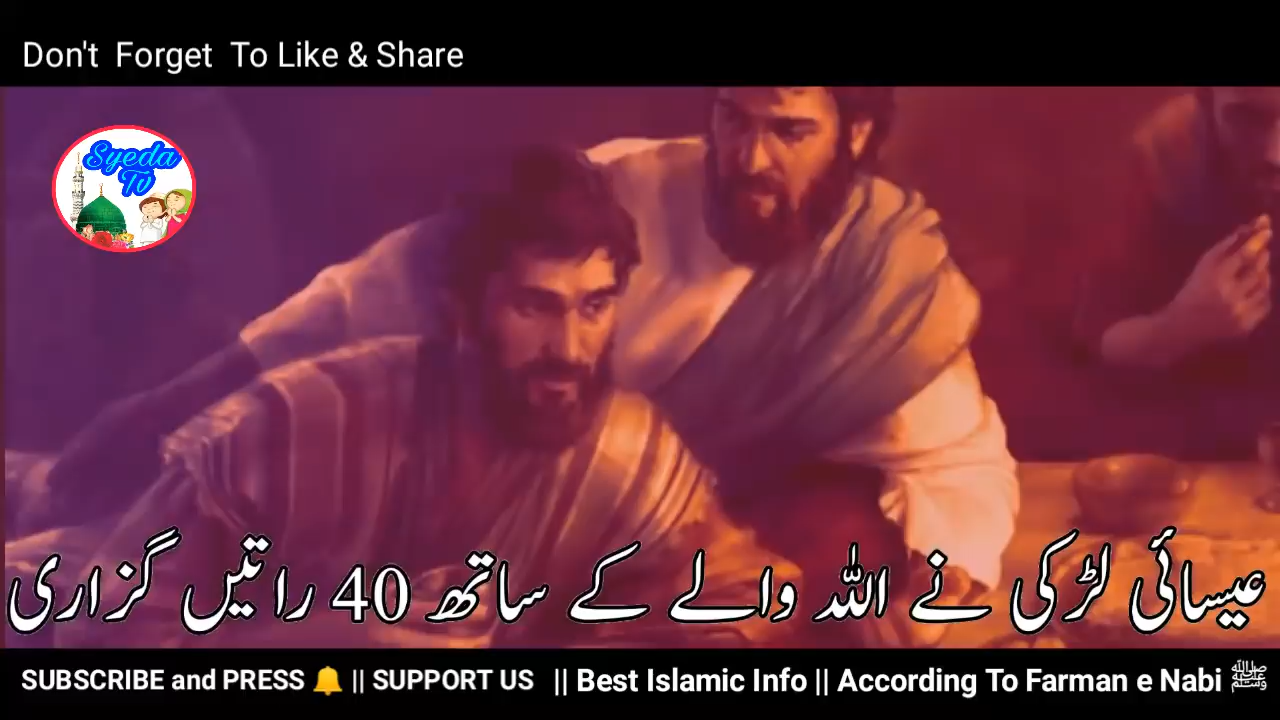 Don't Forget To Like & Share
Syeda
Tv
عیسائی لڑکی نے اللہ والے کے ساتھ 40 راتیں گزاری
SUBSCRIBE and PRESS 🔔 || SUPPORT US || Best Islamic Info || According To Farman e Nabi ﷺ